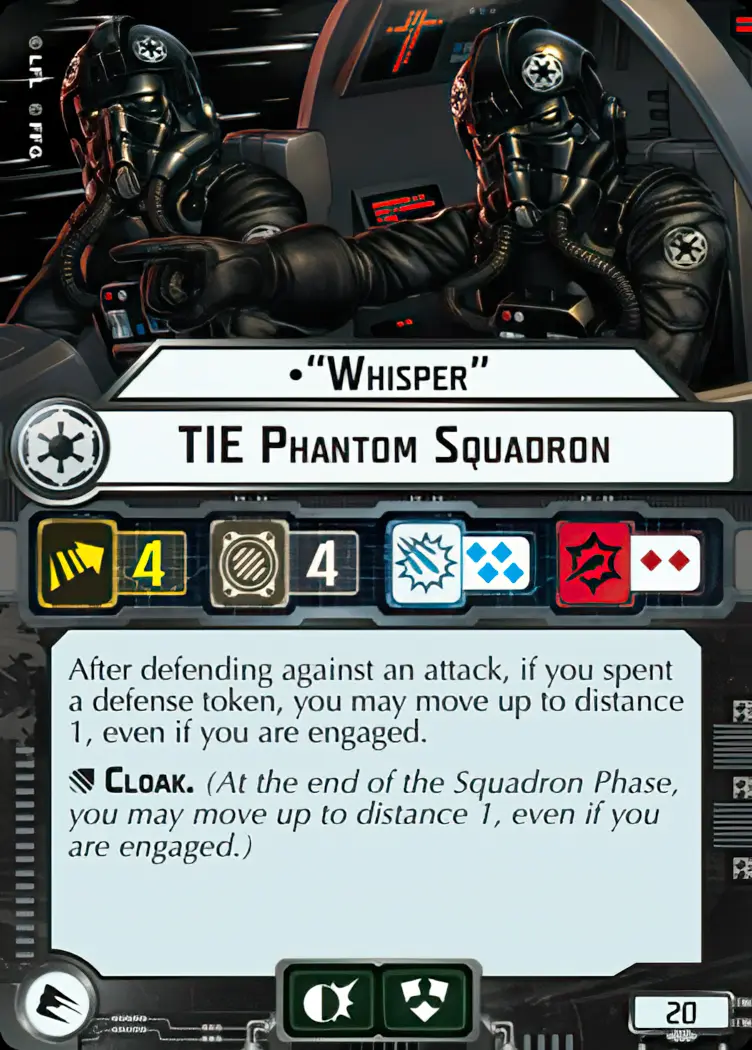 © LFL © FFG
•“WHISPER”
TIE PHANTOM SQUADRON
4 4
After defending against an attack, if you spent
a defense token, you may move up to distance
1, even if you are engaged.
CLOAK. (At the end of the Squadron Phase,
you may move up to distance 1, even if you
are engaged.)
20